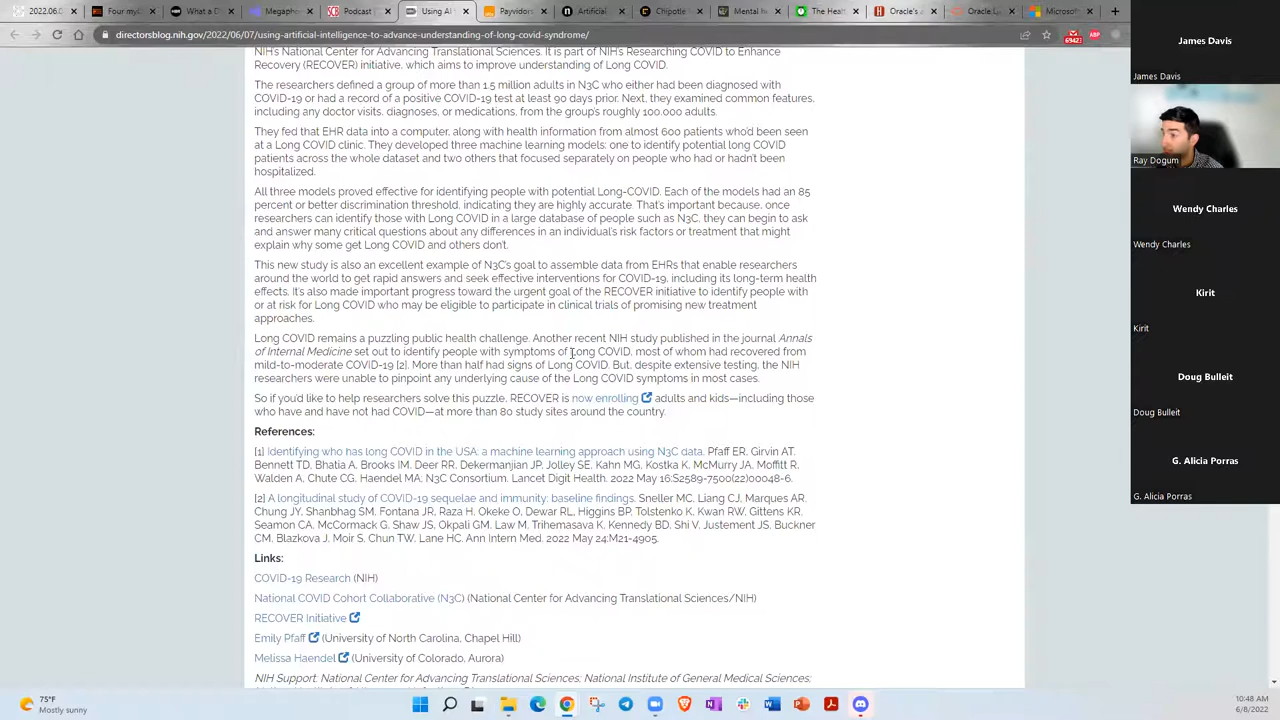 2022.06.0
Four my
What a D
Megapho
Podcast
Using AI
Payvidor
Artificial
Chipotle
Mental H
The Heal
Oracle's
Oracle Ly
Microsof
directorsblog.nih.gov/2022/06/07/using-artificial-intelligence-to-advance-understanding-of-long-covid-syndrome/
69423
ABP
NIH's National Center for Advancing Translational Sciences. It is part of NIH's Researching COVID to Enhance
Recovery (RECOVER) initiative, which aims to improve understanding of Long COVID.
The researchers defined a group of more than 1.5 million adults in N3C who either had been diagnosed with
COVID-19 or had a record of a positive COVID-19 test at least 90 days prior. Next, they examined common features,
including any doctor visits, diagnoses, or medications, from the group's roughly 100,000 adults.
They fed that EHR data into a computer, along with health information from almost 600 patients who'd been seen
at a Long COVID clinic. They developed three machine learning models: one to identify potential long COVID
patients across the whole dataset and two others that focused separately on people who had or hadn't been
hospitalized.
All three models proved effective for identifying people with potential Long-COVID. Each of the models had an 85
percent or better discrimination threshold, indicating they are highly accurate. That's important because, once
researchers can identify those with Long COVID in a large database of people such as N3C, they can begin to ask
and answer many critical questions about any differences in an individual's risk factors or treatment that might
explain why some get Long COVID and others don't.
This new study is also an excellent example of N3C's goal to assemble data from EHRs that enable researchers
around the world to get rapid answers and seek effective interventions for COVID-19, including its long-term health
effects. It's also made important progress toward the urgent goal of the RECOVER initiative to identify people with
or at risk for Long COVID who may be eligible to participate in clinical trials of promising new treatment
approaches.
Long COVID remains a puzzling public health challenge. Another recent NIH study published in the journal Annals
of Internal Medicine set out to identify people with symptoms of Long COVID, most of whom had recovered from
mild-to-moderate COVID-19 [2]. More than half had signs of Long COVID. But, despite extensive testing, the NIH
researchers were unable to pinpoint any underlying cause of the Long COVID symptoms in most cases.
So if you'd like to help researchers solve this puzzle, RECOVER is now enrolling adults and kids—including those
who have and have not had COVID—at more than 80 study sites around the country.
References:
[1] Identifying who has long COVID in the USA: a machine learning approach using N3C data. Pfaff ER, Girvin AT,
Bennett TD, Bhatia A, Brooks IM, Deer RR, Dekermanjian JP, Jolley SE, Kahn MG, Kostka K, McMurry JA, Moffitt R,
Walden A, Chute CG, Haendel MA; N3C Consortium. Lancet Digit Health. 2022 May 16:S2589-7500(22)00048-6.
[2] A longitudinal study of COVID-19 sequelae and immunity: baseline findings. Sneller MC, Liang CJ, Marques AR,
Chung JY, Shanbhag SM, Fontana JR, Raza H, Okeke O, Dewar RL, Higgins BP, Tolstenko K, Kwan RW, Gittens KR,
Seamon CA, McCormack G, Shaw JS, Okpali GM, Law M, Trihemasava K, Kennedy BD, Shi V, Justement JS, Buckner
CM, Blazkova J, Moir S, Chun TW, Lane HC. Ann Intern Med. 2022 May 24:M21-4905.
Links:
COVID-19 Research (NIH)
National COVID Cohort Collaborative (N3C) (National Center for Advancing Translational Sciences/NIH)
RECOVER Initiative
Emily Pfaff (University of North Carolina, Chapel Hill)
Melissa Haendel (University of Colorado, Aurora)
NIH Support: National Center for Advancing Translational Sciences; National Institute of General Medical Sciences;
James Davis
James Davis
Ray Dogum
Wendy Charles
Wendy Charles
Kirit
Kirit
Doug Bulleit
Doug Bulleit
G. Alicia Porras
G. Alicia Porras
75°F
Mostly sunny
10:48 AM
6/8/2022